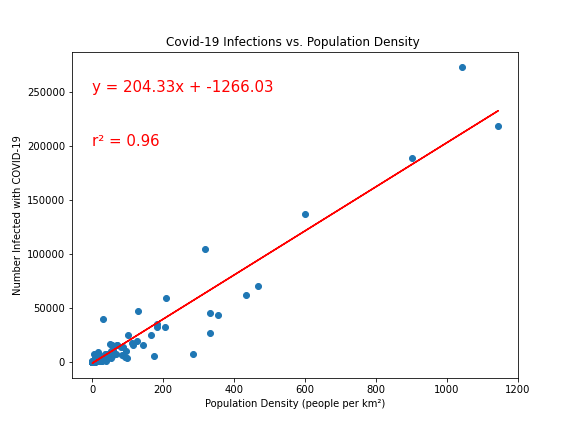 Covid-19 Infections vs. Population Density
y = 204.33x + -1266.03
r² = 0.96
Number Infected with COVID-19
250000
200000
150000
100000
50000
0
0 200 400 600 800 1000 1200
Population Density (people per km²)